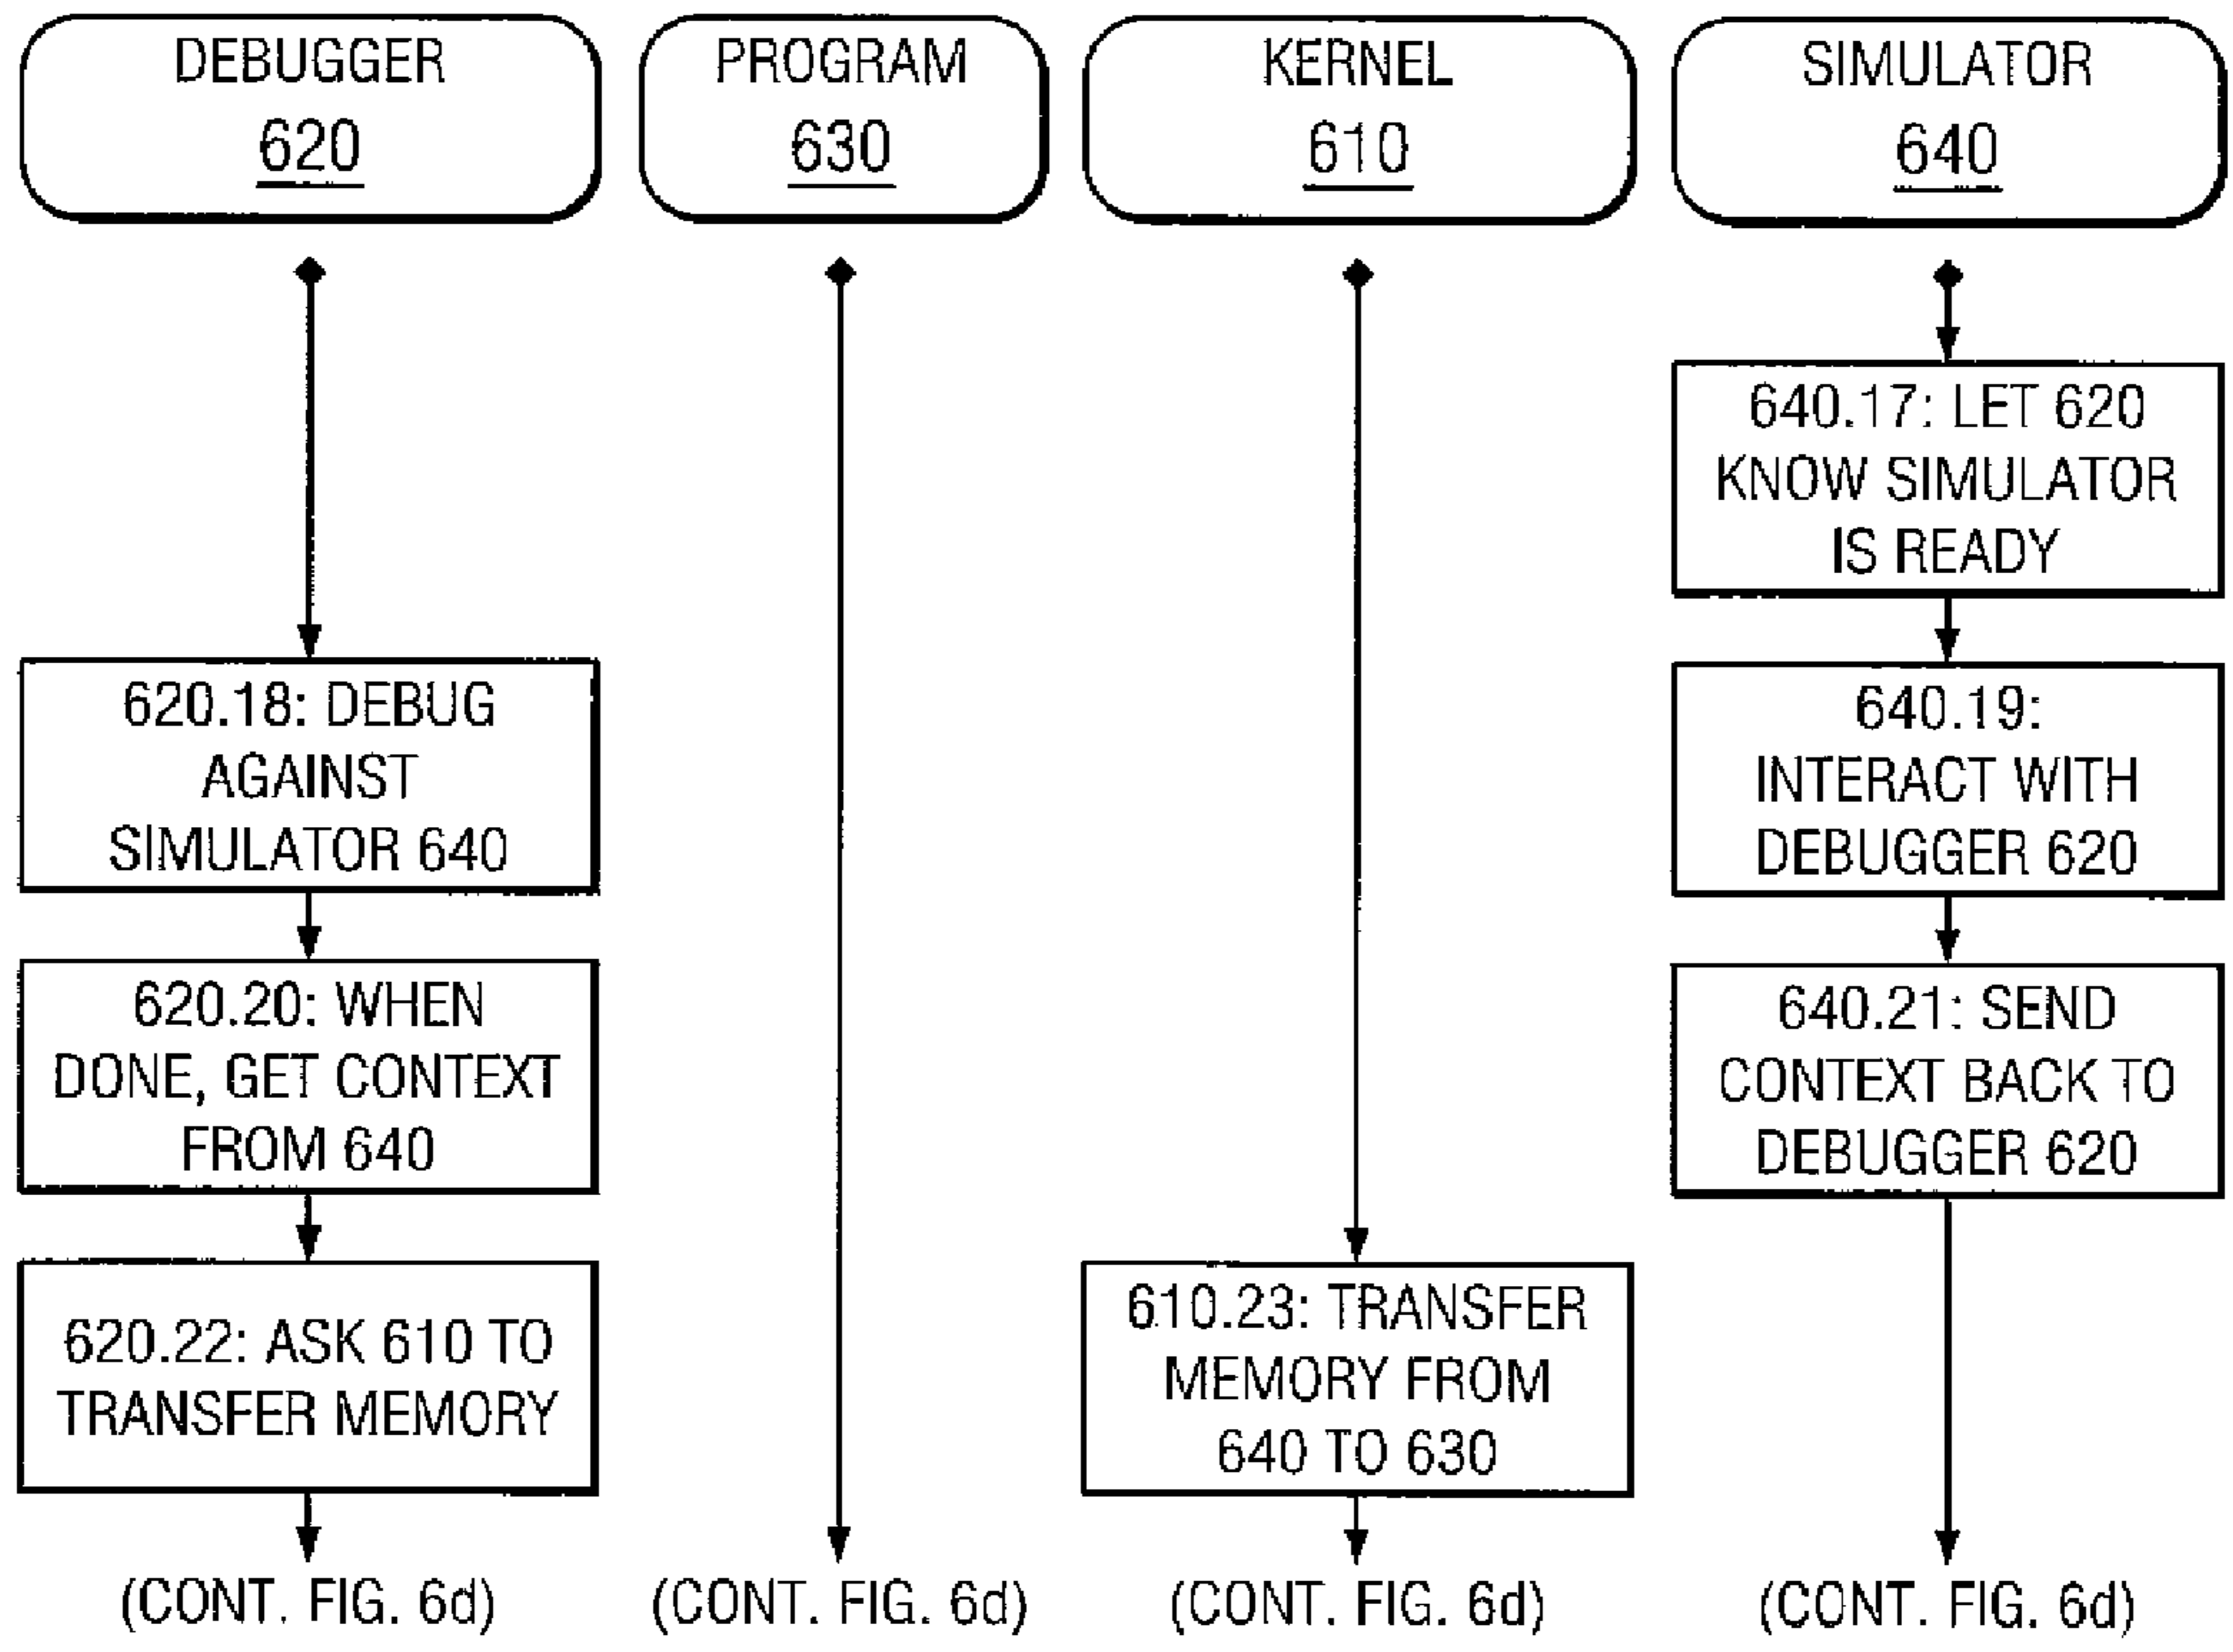 DEBUGGER
620
PROGRAM
630
KERNEL
610
SIMULATOR
640
640.17: LET 620
KNOW SIMULATOR
IS READY
620.18: DEBUG
AGAINST
SIMULATOR 640
640.19:
INTERACT WITH
DEBUGGER 620
620.20: WHEN
DONE, GET CONTEXT
FROM 640
640.21: SEND
CONTEXT BACK TO
DEBUGGER 620
620.22: ASK 610 TO
TRANSFER MEMORY
610.23: TRANSFER
MEMORY FROM
640 TO 630
(CONT. FIG. 6d)
(CONT. FIG. 6d)
(CONT. FIG. 6d)
(CONT. FIG. 6d)